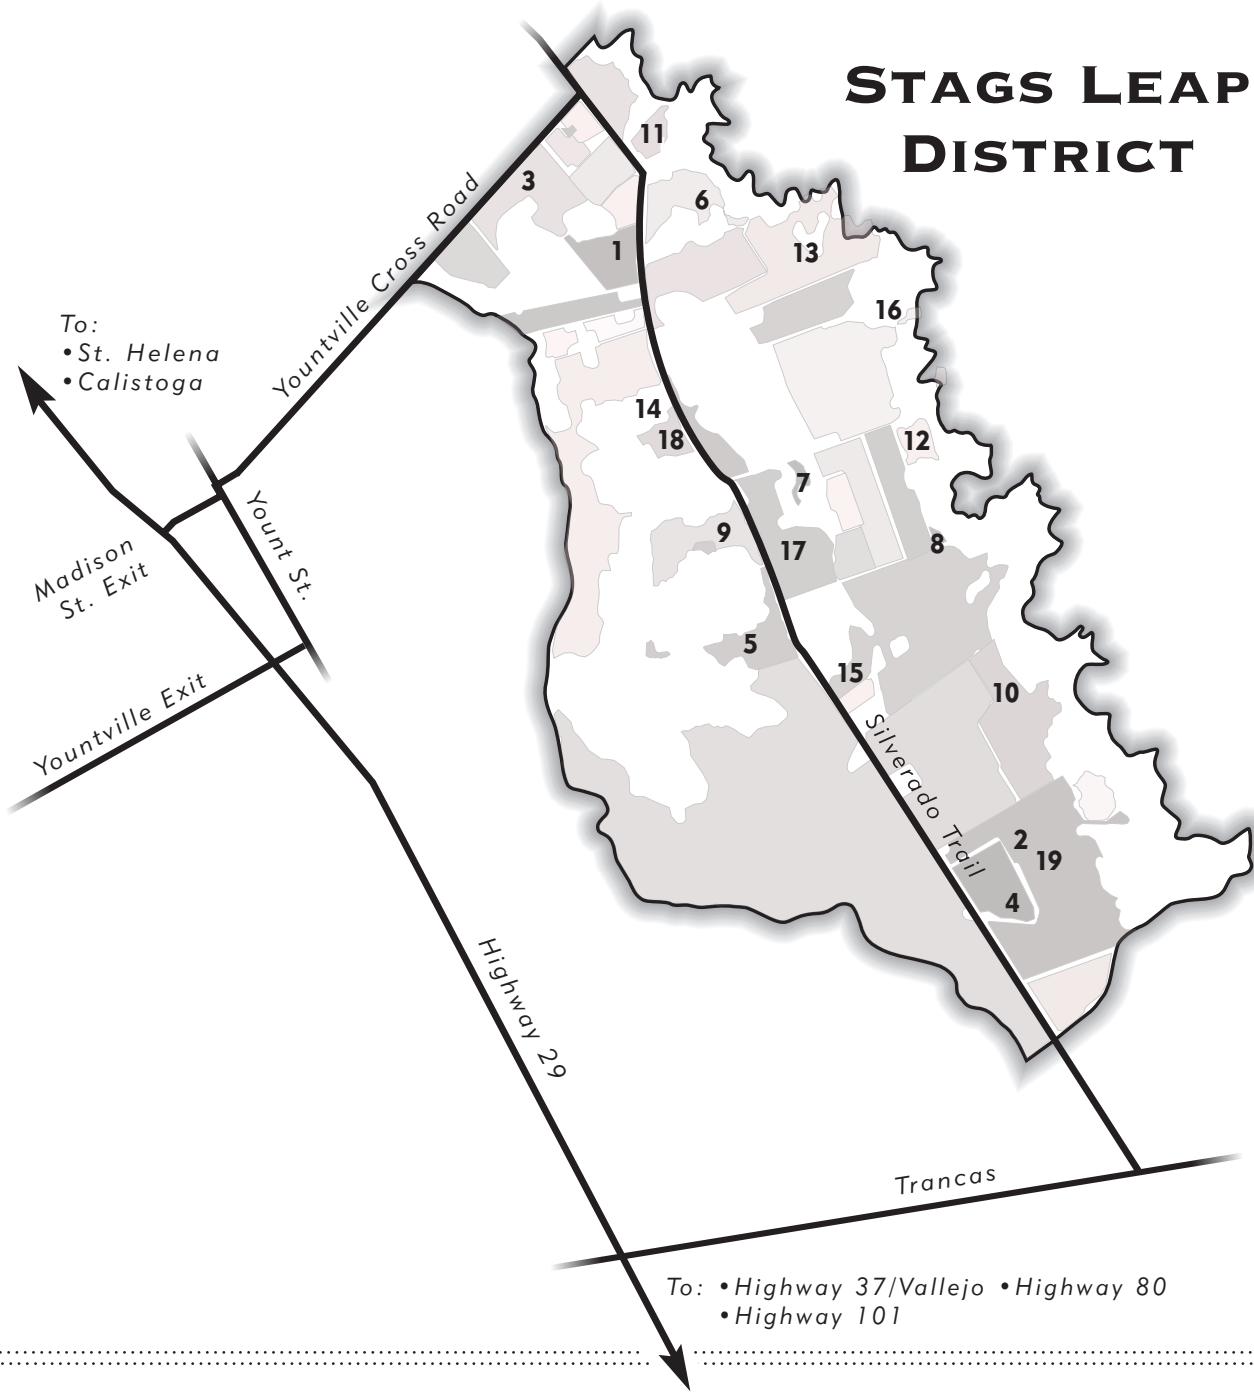 STAGS LEAP
DISTRICT
11
3
6
1
13
Yountville Cross Road
16
To:
•St. Helena
•Calistoga
14
18
12
7
9
8
17
Yount St.
Madison
St. Exit
5
15
10
Yountville Exit
Silverado Trail
2
19
4
Highway 29
Trancas
To: •Highway 37/Vallejo •Highway 80
•Highway 101